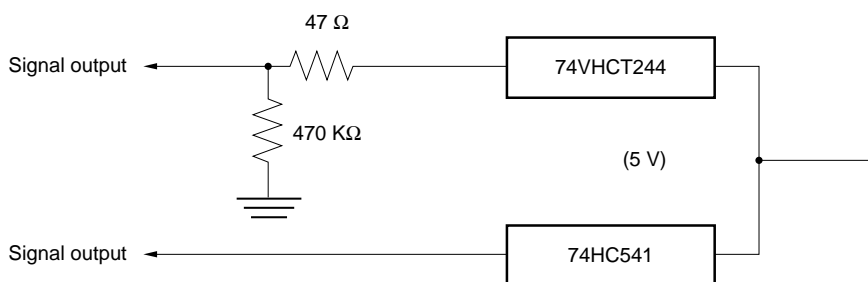 47 Ω
Signal output
74VHCT244
470 KΩ
(5 V)
Signal output
74HC541